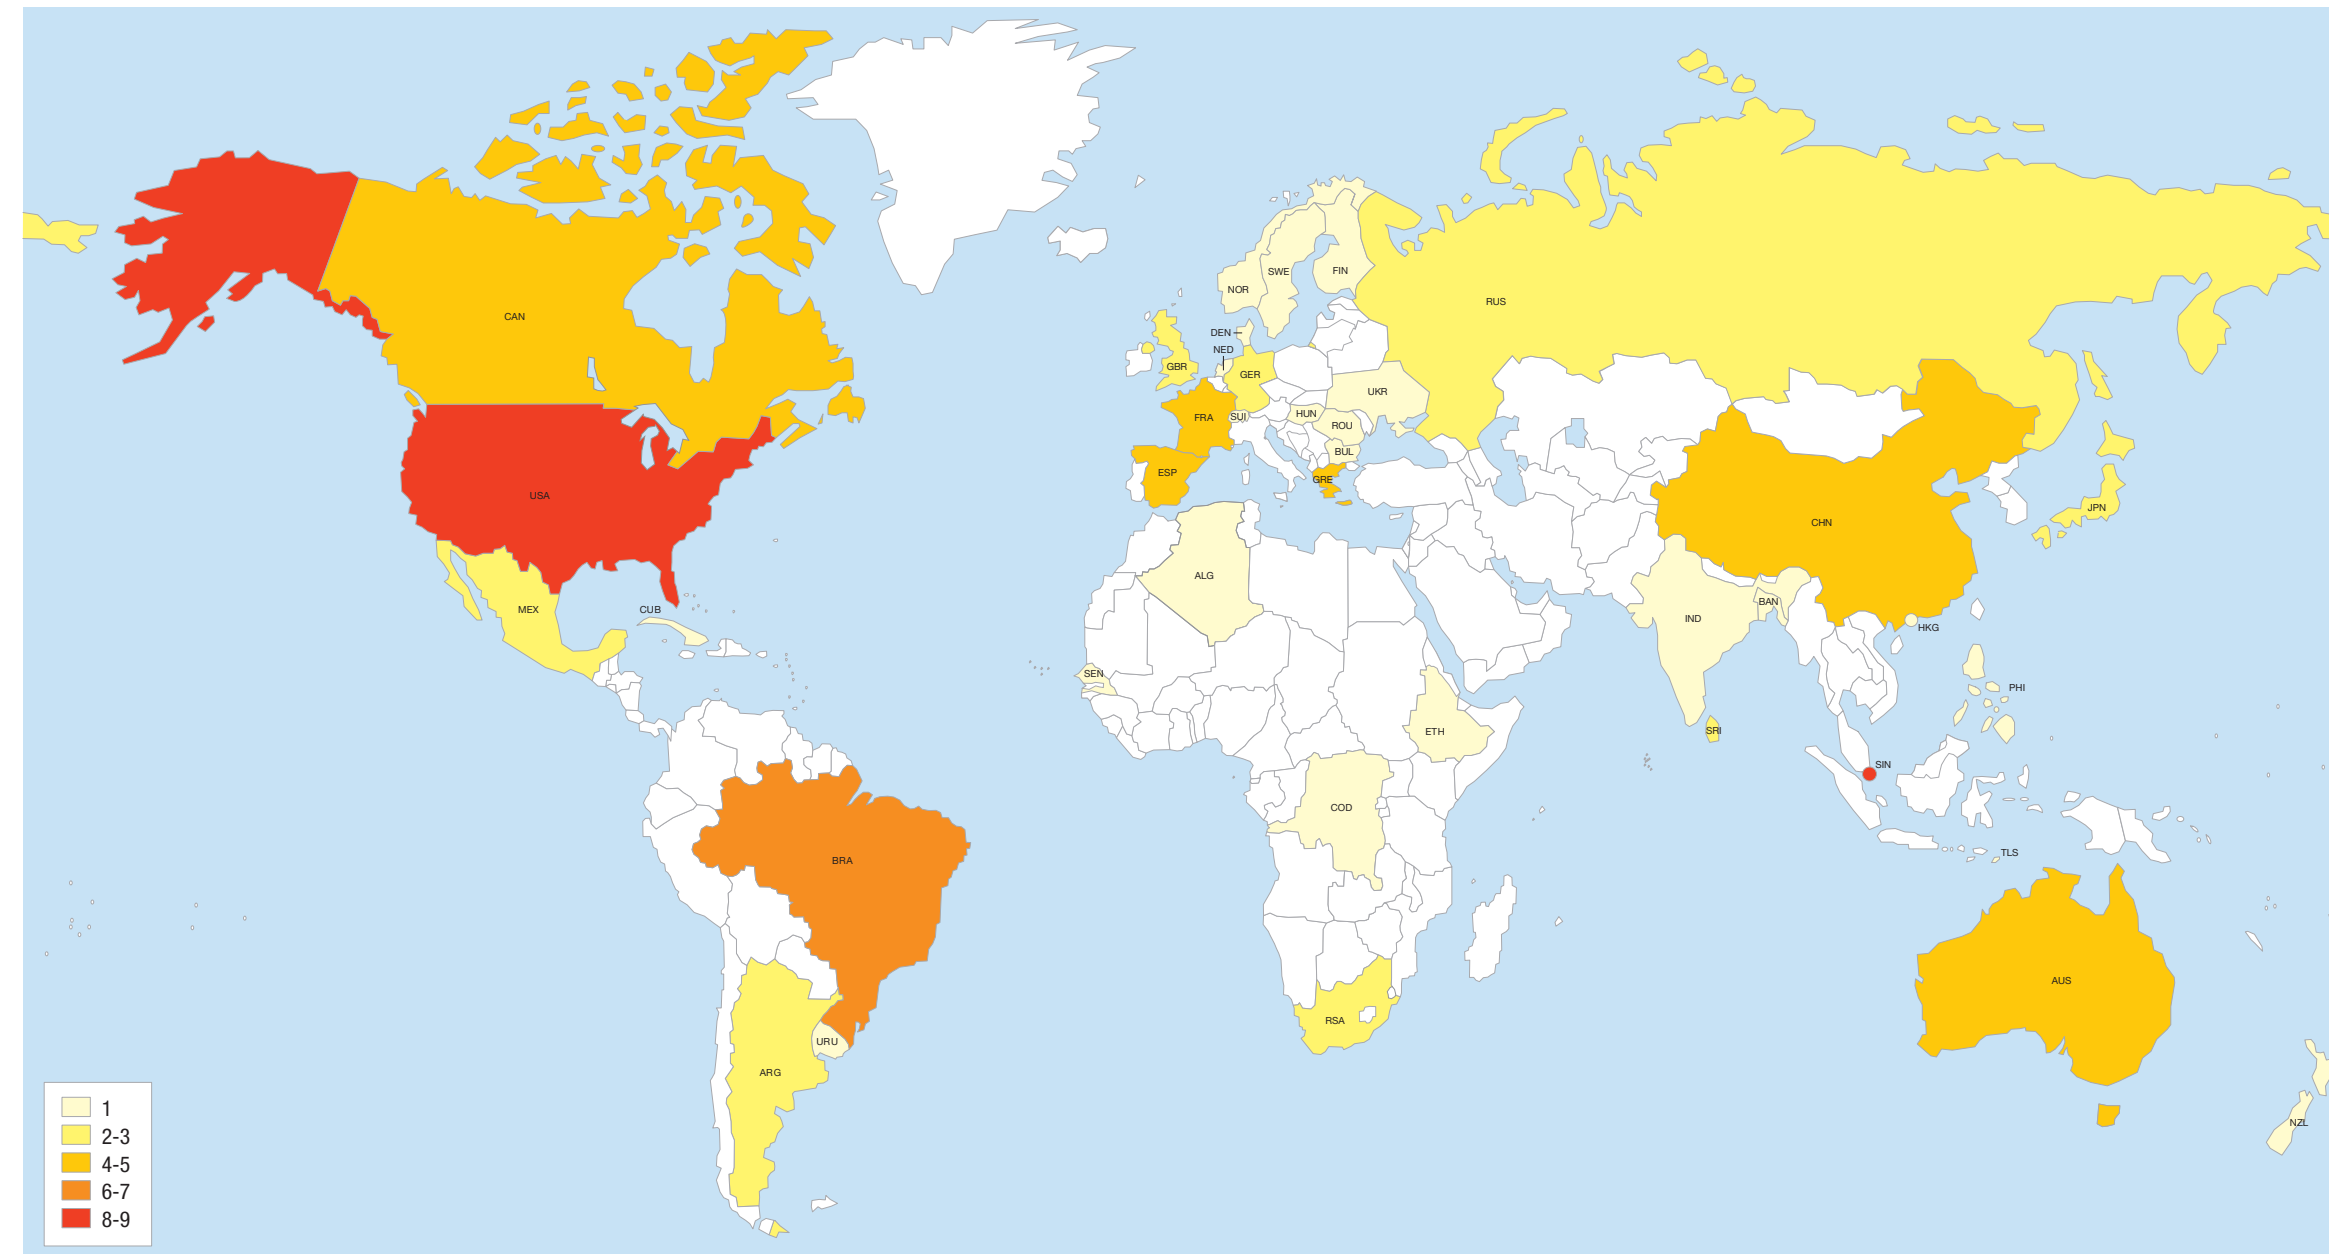 RUS
SWE
FIN
NOR
CAN
DEN
NED
GBR
GER
UKR
FRA
SUI
HUN
ROU
BUL
ESP
GRE
USA
JPN
CHN
ALG
MEX
CUB
BAN
IND
HKG
SEN
PHI
ETH
SRI
SIN
COD
TLS
BRA
AUS
RSA
URU
ARG
NZL
1
2-3
4-5
6-7
8-9